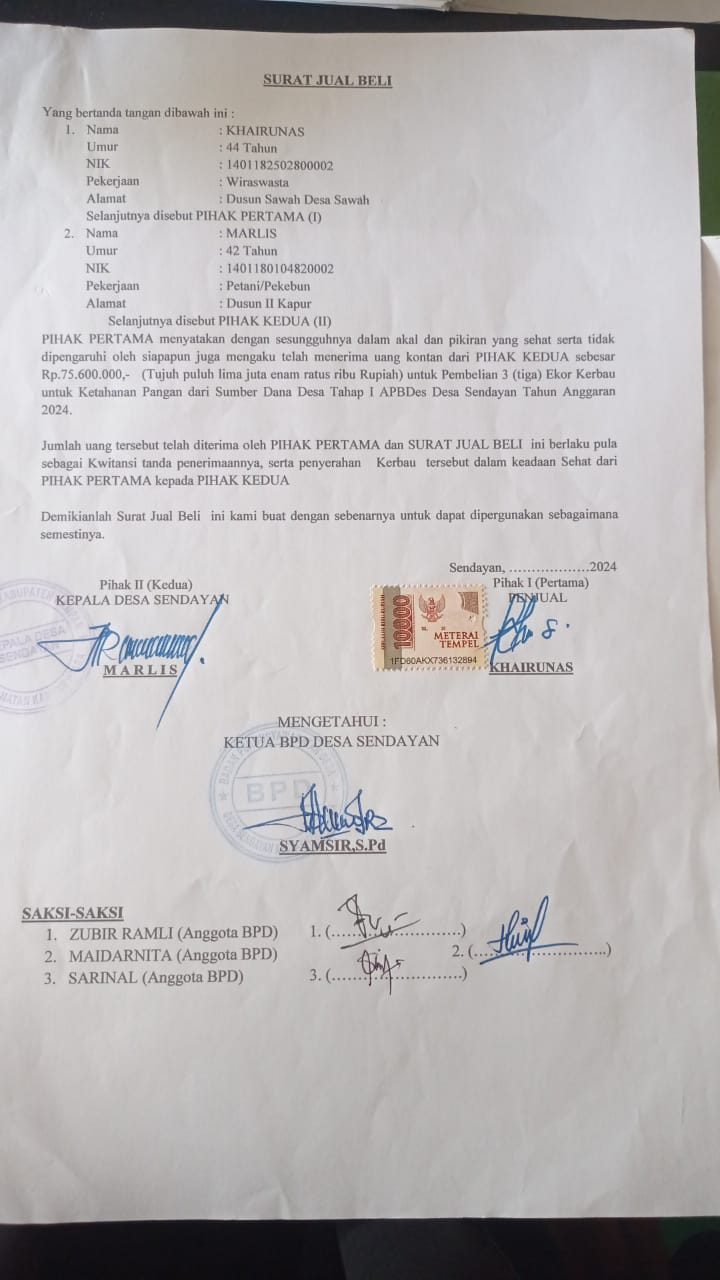 SURAT JUAL BELI
Yang bertanda tangan dibawah ini :
1. Nama : KHAIRUNAS
Umur : 44 Tahun
NIK : 1401182502800002
Pekerjaan : Wiraswasta
Alamat : Dusun Sawah Desa Sawah
Selanjutnya disebut PIHAK PERTAMA (I)
2. Nama : MARLIS
Umur : 42 Tahun
NIK : 1401180104820002
Pekerjaan : Petani/Pekebun
Alamat : Dusun II Kapur
Selanjutnya disebut PIHAK KEDUA (II)
PIHAK PERTAMA menyatakan dengan sesungguhnya dalam akal dan pikiran yang sehat serta tidak
dipengaruhi oleh siapapun juga mengaku telah menerima uang kontan dari PIHAK KEDUA sebesar
Rp.75.600.000,- (Tujuh puluh lima juta enam ratus ribu Rupiah) untuk Pembelian 3 (tiga) Ekor Kerbau
untuk Ketahanan Pangan dari Sumber Dana Desa Tahap I APBDes Desa Sendayan Tahun Anggaran
2024.
Jumlah uang tersebut telah diterima oleh PIHAK PERTAMA dan SURAT JUAL BELI ini berlaku pula
sebagai Kwitansi tanda penerimaannya, serta penyerahan Kerbau tersebut dalam keadaan Sehat dari
PIHAK PERTAMA kepada PIHAK KEDUA
Demikianlah Surat Jual Beli ini kami buat dengan sebenarnya untuk dapat dipergunakan sebagaimana
semestinya.
Sendayan, ..................2024
Pihak II (Kedua) Pihak I (Pertama)
KEPALA DESA SENDAYAN PENJUAL
KEPALA DESA
SENDAYAN
10000
METERAI
TEMPEL
1FD60AKX736132894
MARLIS KHAIRUNAS
MENGETAHUI :
KETUA BPD DESA SENDAYAN
BPD
SYAMSIR,S.Pd
SAKSI-SAKSI
1. ZUBIR RAMLI (Anggota BPD) 1. (..............................)
2. MAIDARNITA (Anggota BPD) 2. (..............................)
3. SARINAL (Anggota BPD) 3. (..............................)